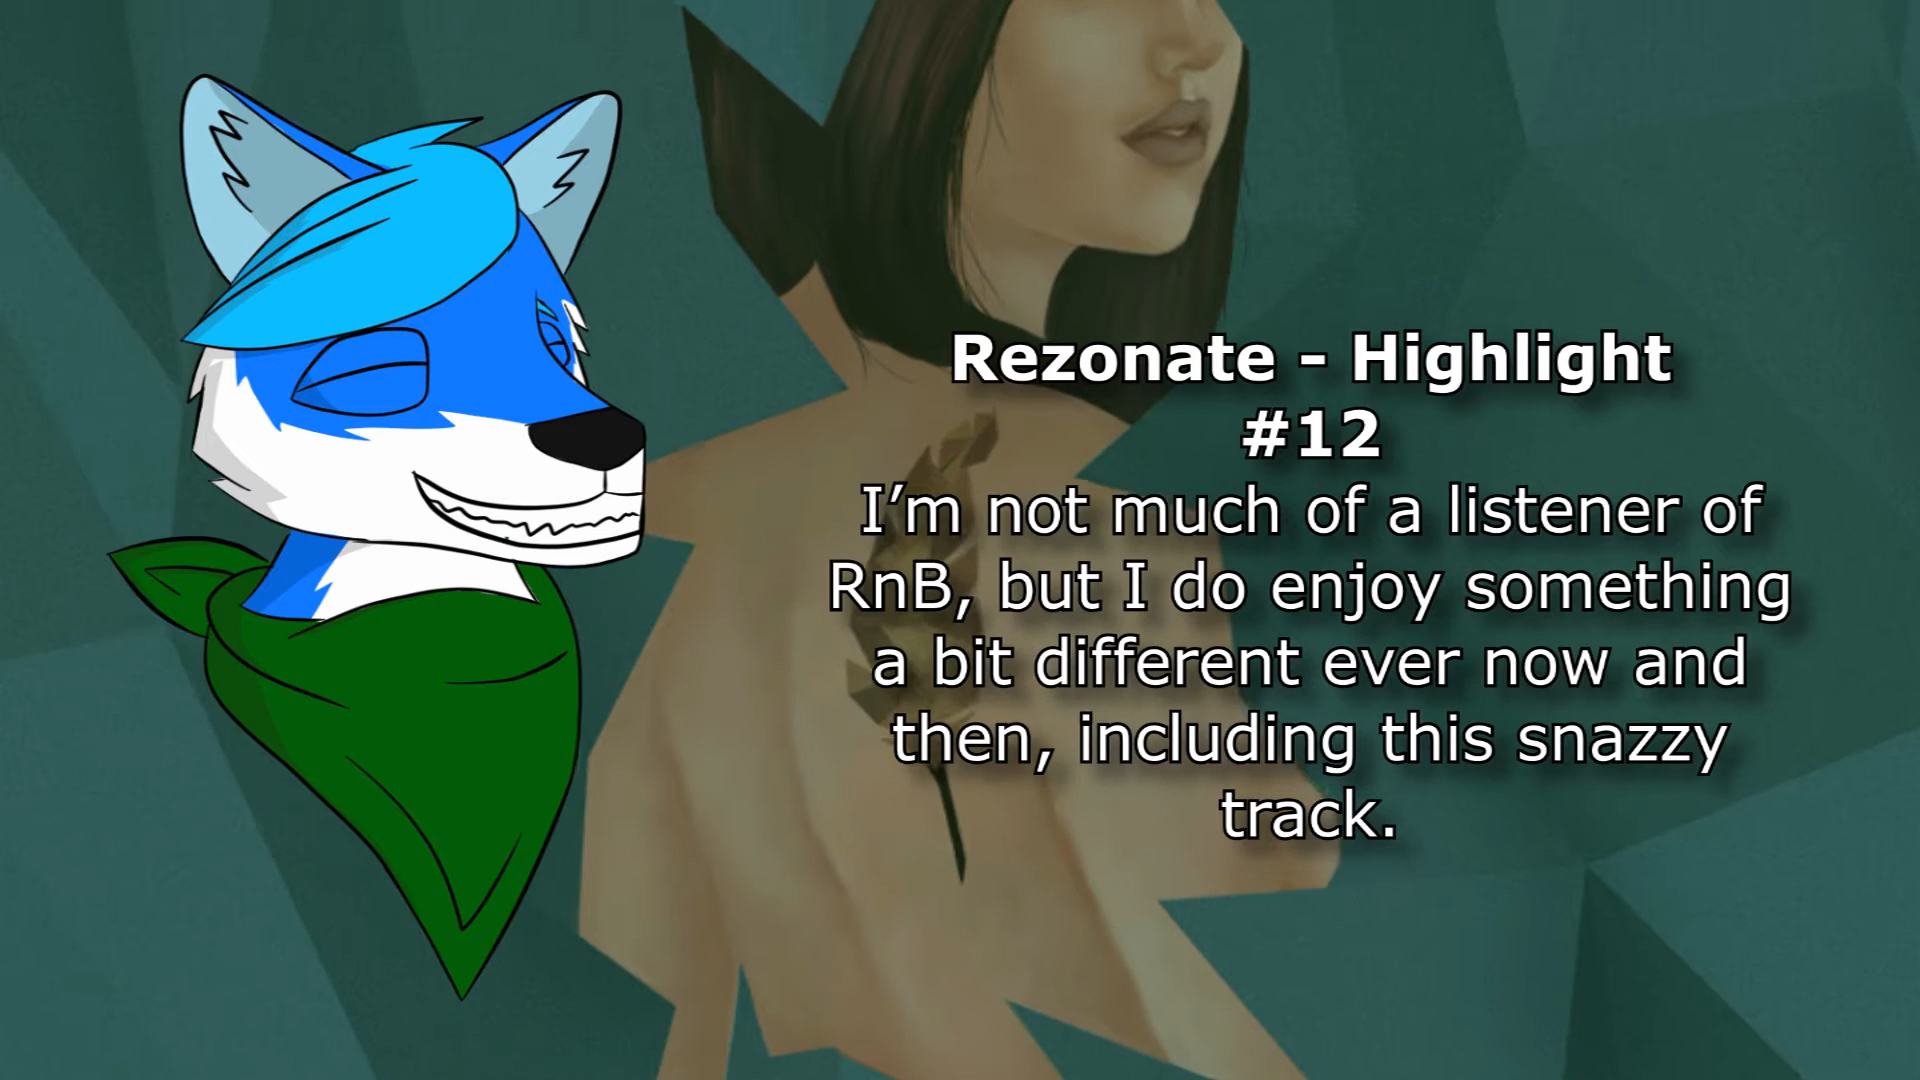 Rezonate - Highlight
#12
I’m not much of a listener of
RnB, but I do enjoy something
a bit different ever now and
then, including this snazzy
track.